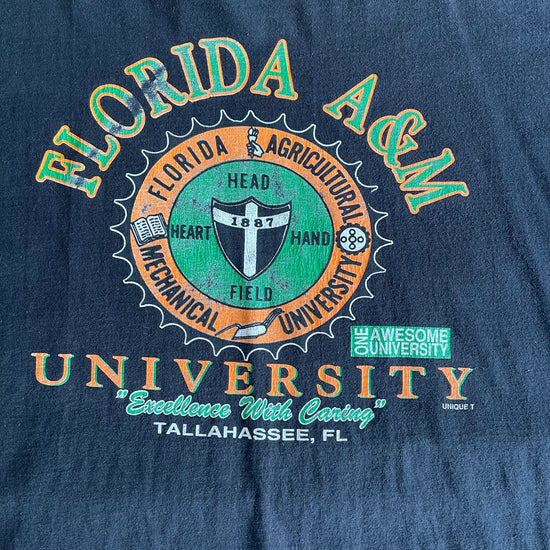 FLORIDA A&M
FLORIDA AGRICULTURAL
MECHANICAL UNIVERSITY
HEAD
HEART
1887
HAND
FIELD
ONE AWESOME
UNIVERSITY
UNIVERSITY
UNIQUE T
"Excellence With Caring"
TALLAHASSEE, FL